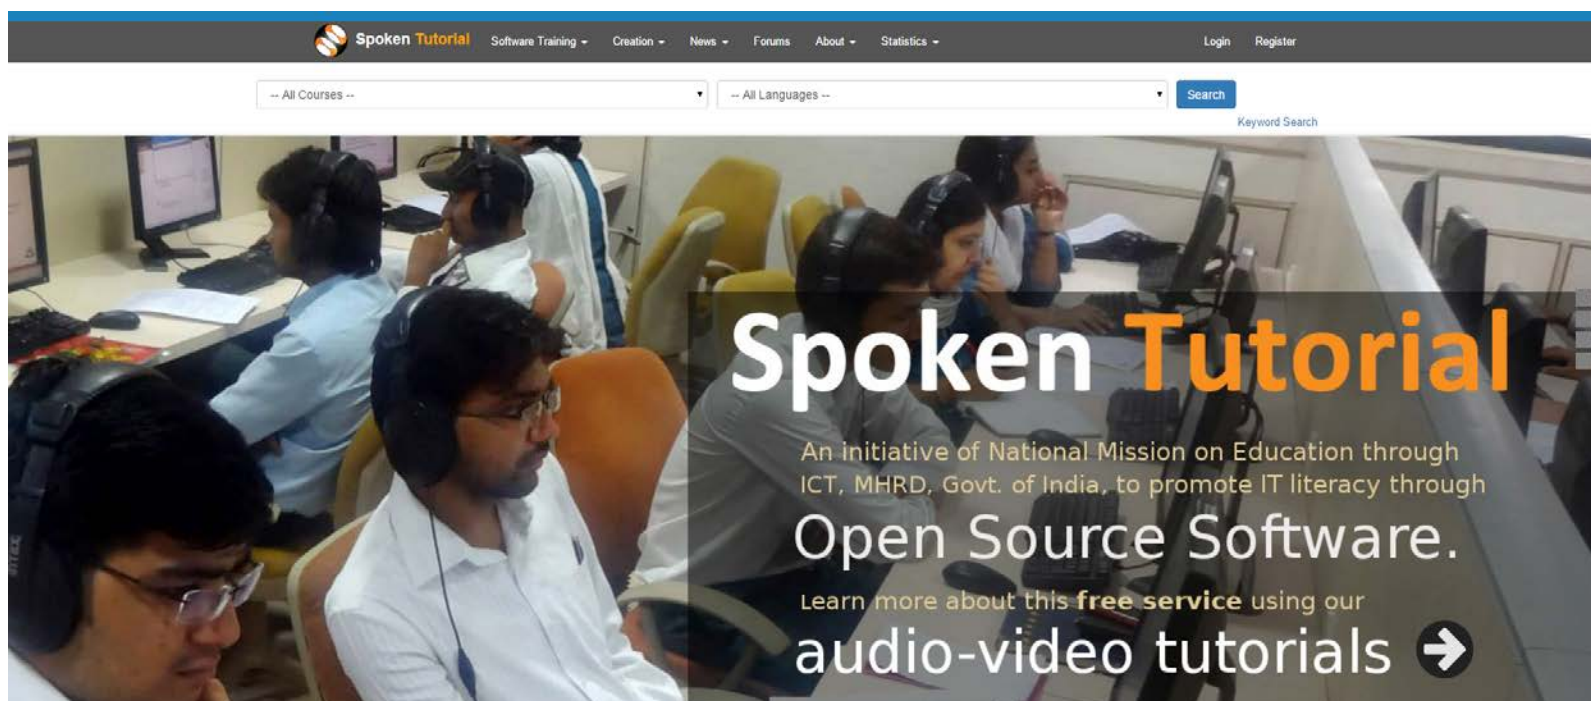 Spoken Tutorial Software Training Creation News Forums About Statistics Login Register
-- All Courses -- -- All Languages -- Search
Keyword Search
Spoken Tutorial
An initiative of National Mission on Education through
ICT, MHRD, Govt. of India, to promote IT literacy through
Open Source Software.
Learn more about this free service using our
audio-video tutorials